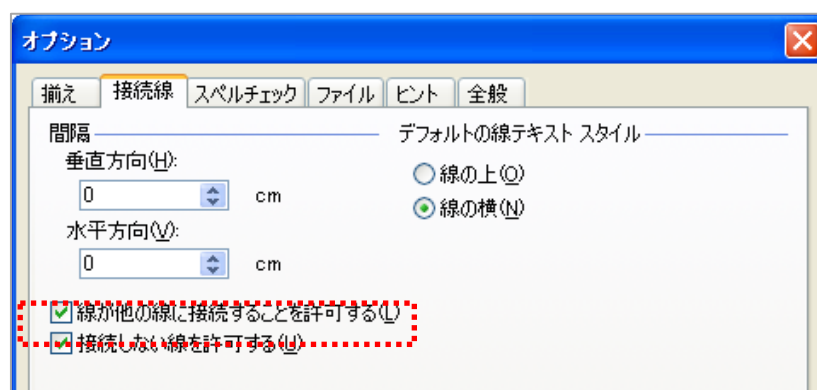 オプション
揃え 接続線 スペルチェック ファイル ヒント 全般
間隔 デフォルトの線テキスト スタイル
垂直方向(H):
0 cm
線の上(O)
線の横(N)
水平方向(V):
0 cm
線が他の線に接続することを許可する(L)
接続しない線を許可する(U)